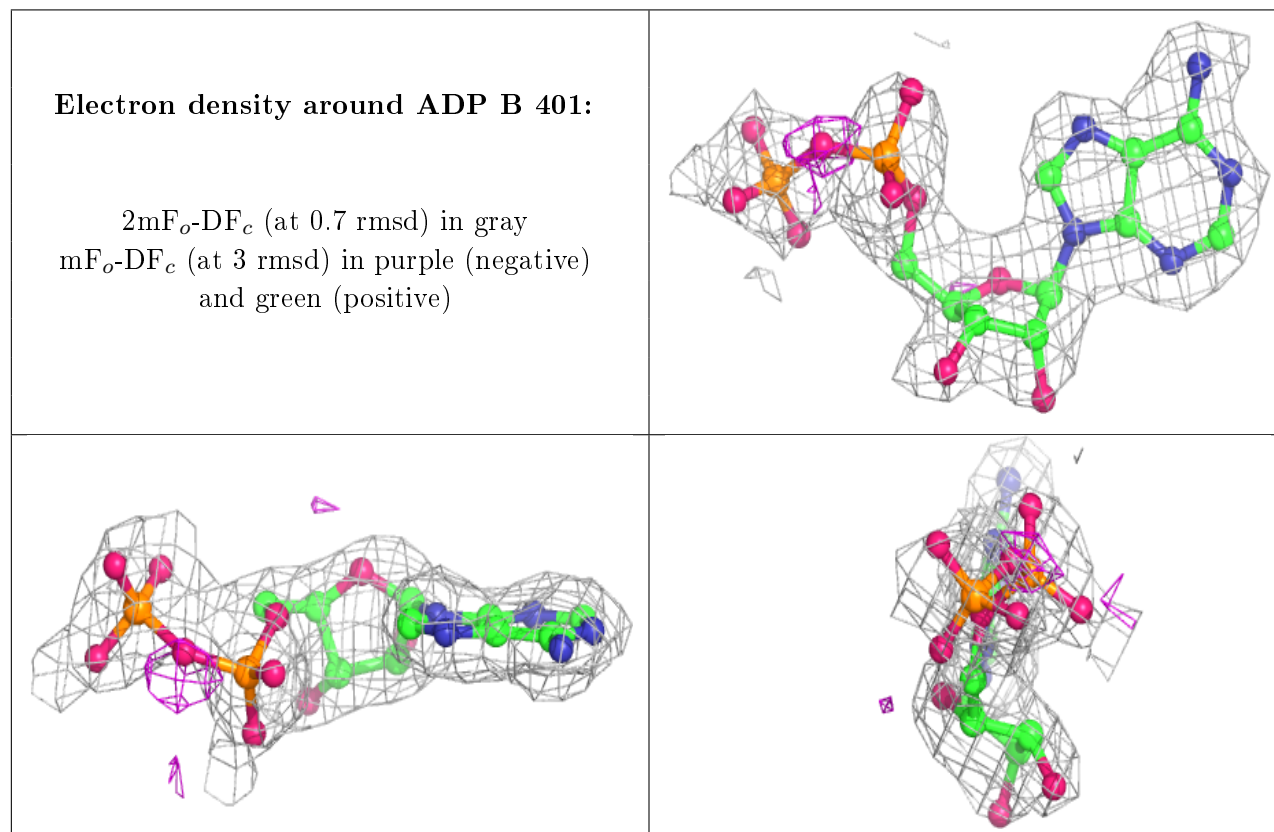 Electron density around ADP B 401:
2mFₒ-DF𝒸 (at 0.7 rmsd) in gray
mFₒ-DF𝒸 (at 3 rmsd) in purple (negative)
and green (positive)